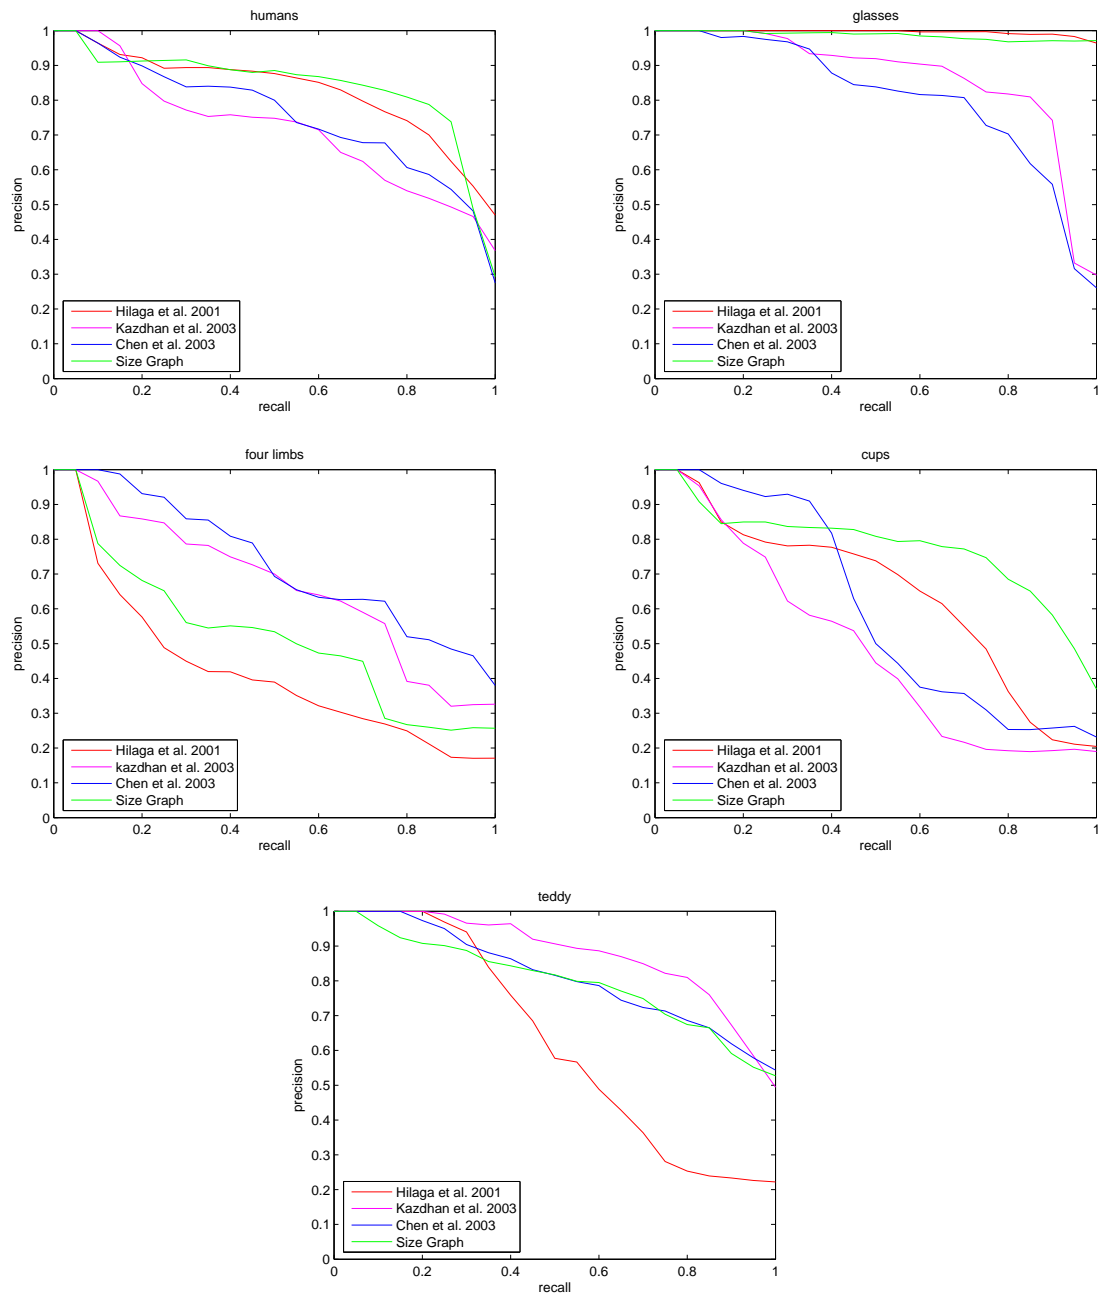 humans
1
0.9
0.8
0.7
0.6
0.5
0.4
0.3
0.2
0.1
0
precision
Hilaga et al. 2001
Kazdhan et al. 2003
Chen et al. 2003
Size Graph
0 0.2 0.4 0.6 0.8 1
recall
glasses
1
0.9
0.8
0.7
0.6
0.5
0.4
0.3
0.2
0.1
0
precision
Hilaga et al. 2001
Kazdhan et al. 2003
Chen et al. 2003
Size Graph
0 0.2 0.4 0.6 0.8 1
recall
four limbs
1
0.9
0.8
0.7
0.6
0.5
0.4
0.3
0.2
0.1
0
precision
Hilaga et al. 2001
kazdhan et al. 2003
Chen et al. 2003
Size Graph
0 0.2 0.4 0.6 0.8 1
recall
cups
1
0.9
0.8
0.7
0.6
0.5
0.4
0.3
0.2
0.1
0
precision
Hilaga et al. 2001
Kazdhan et al. 2003
Chen et al. 2003
Size Graph
0 0.2 0.4 0.6 0.8 1
recall
teddy
1
0.9
0.8
0.7
0.6
0.5
0.4
0.3
0.2
0.1
0
precision
Hilaga et al. 2001
Kazdhan et al. 2003
Chen et al. 2003
Size Graph
0 0.2 0.4 0.6 0.8 1
recall